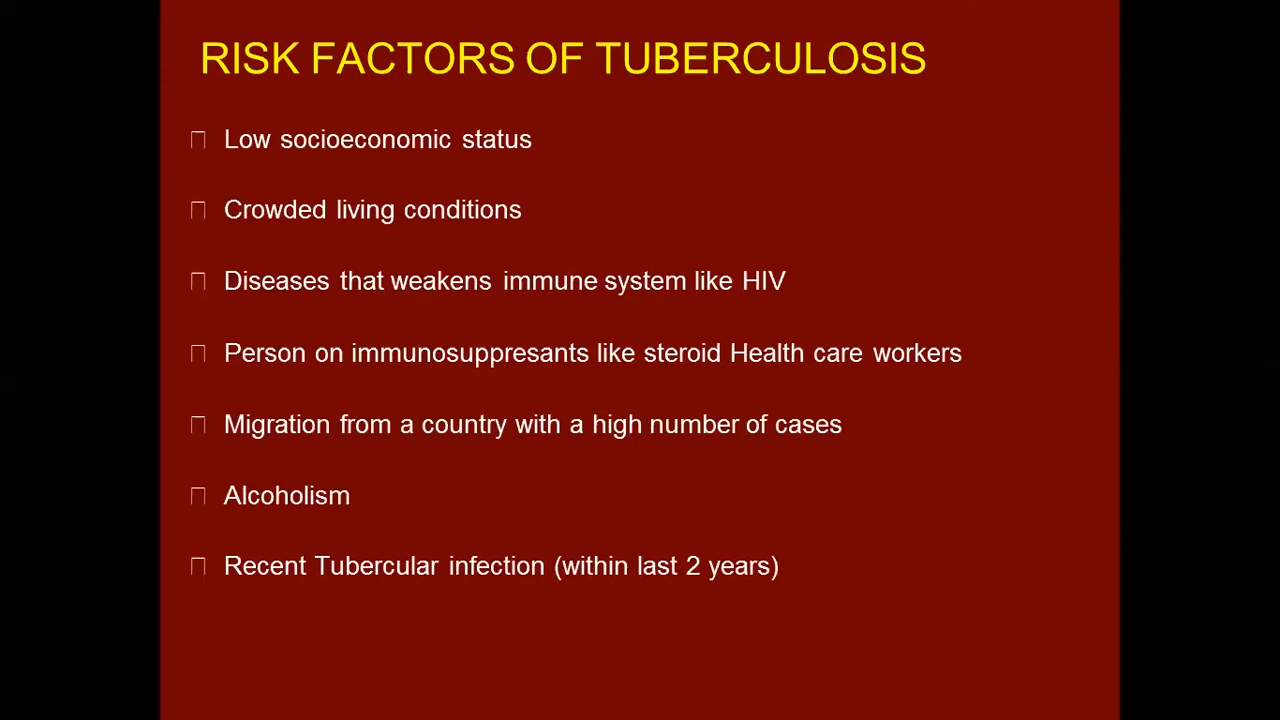 RISK FACTORS OF TUBERCULOSIS
Low socioeconomic status
Crowded living conditions
Diseases that weakens immune system like HIV
Person on immunosuppresants like steroid Health care workers
Migration from a country with a high number of cases
Alcoholism
Recent Tubercular infection (within last 2 years)